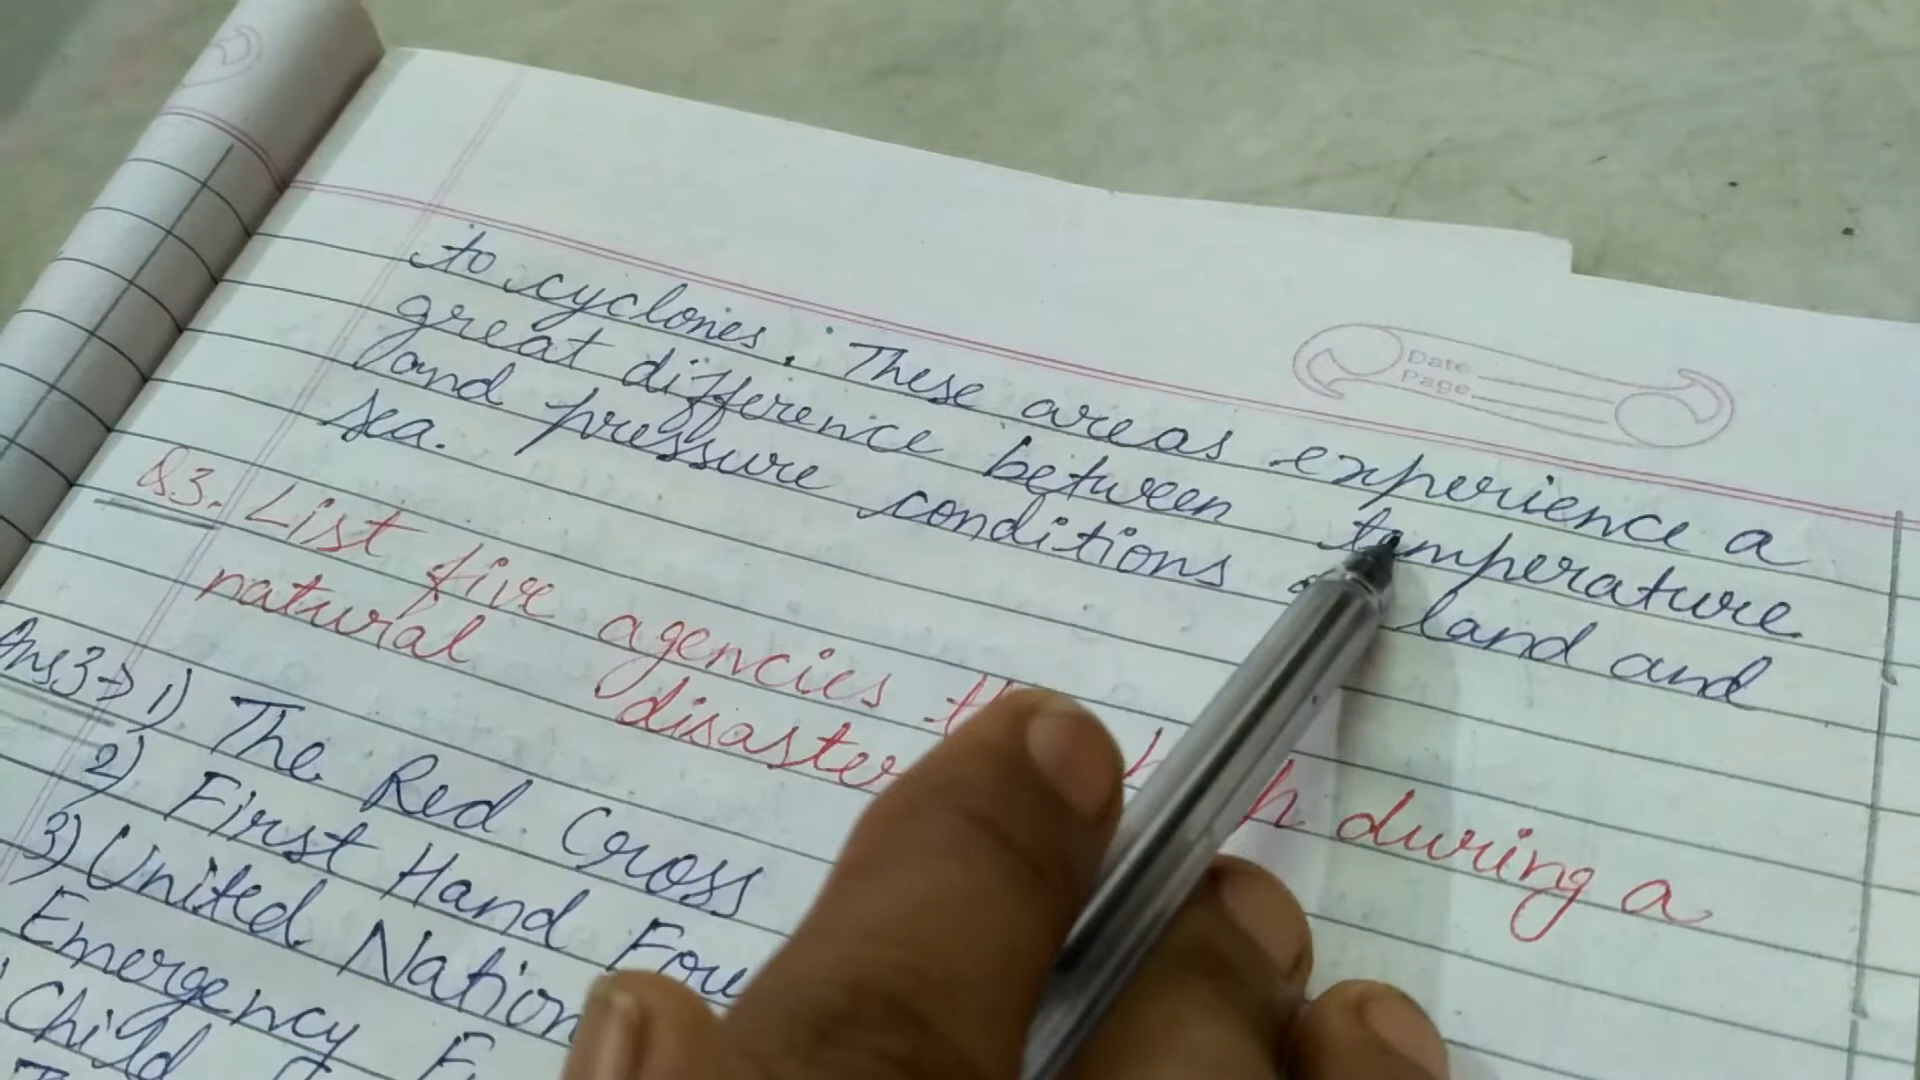 Date
Page
to cyclones. These areas experience a
great difference between temperature
and pressure conditions land and
sea.
Q3. List five agencies during a
natural disaster
Ans3→ 1) The Red Cross
2) First Hand
3) United Nation
Emergency
Child